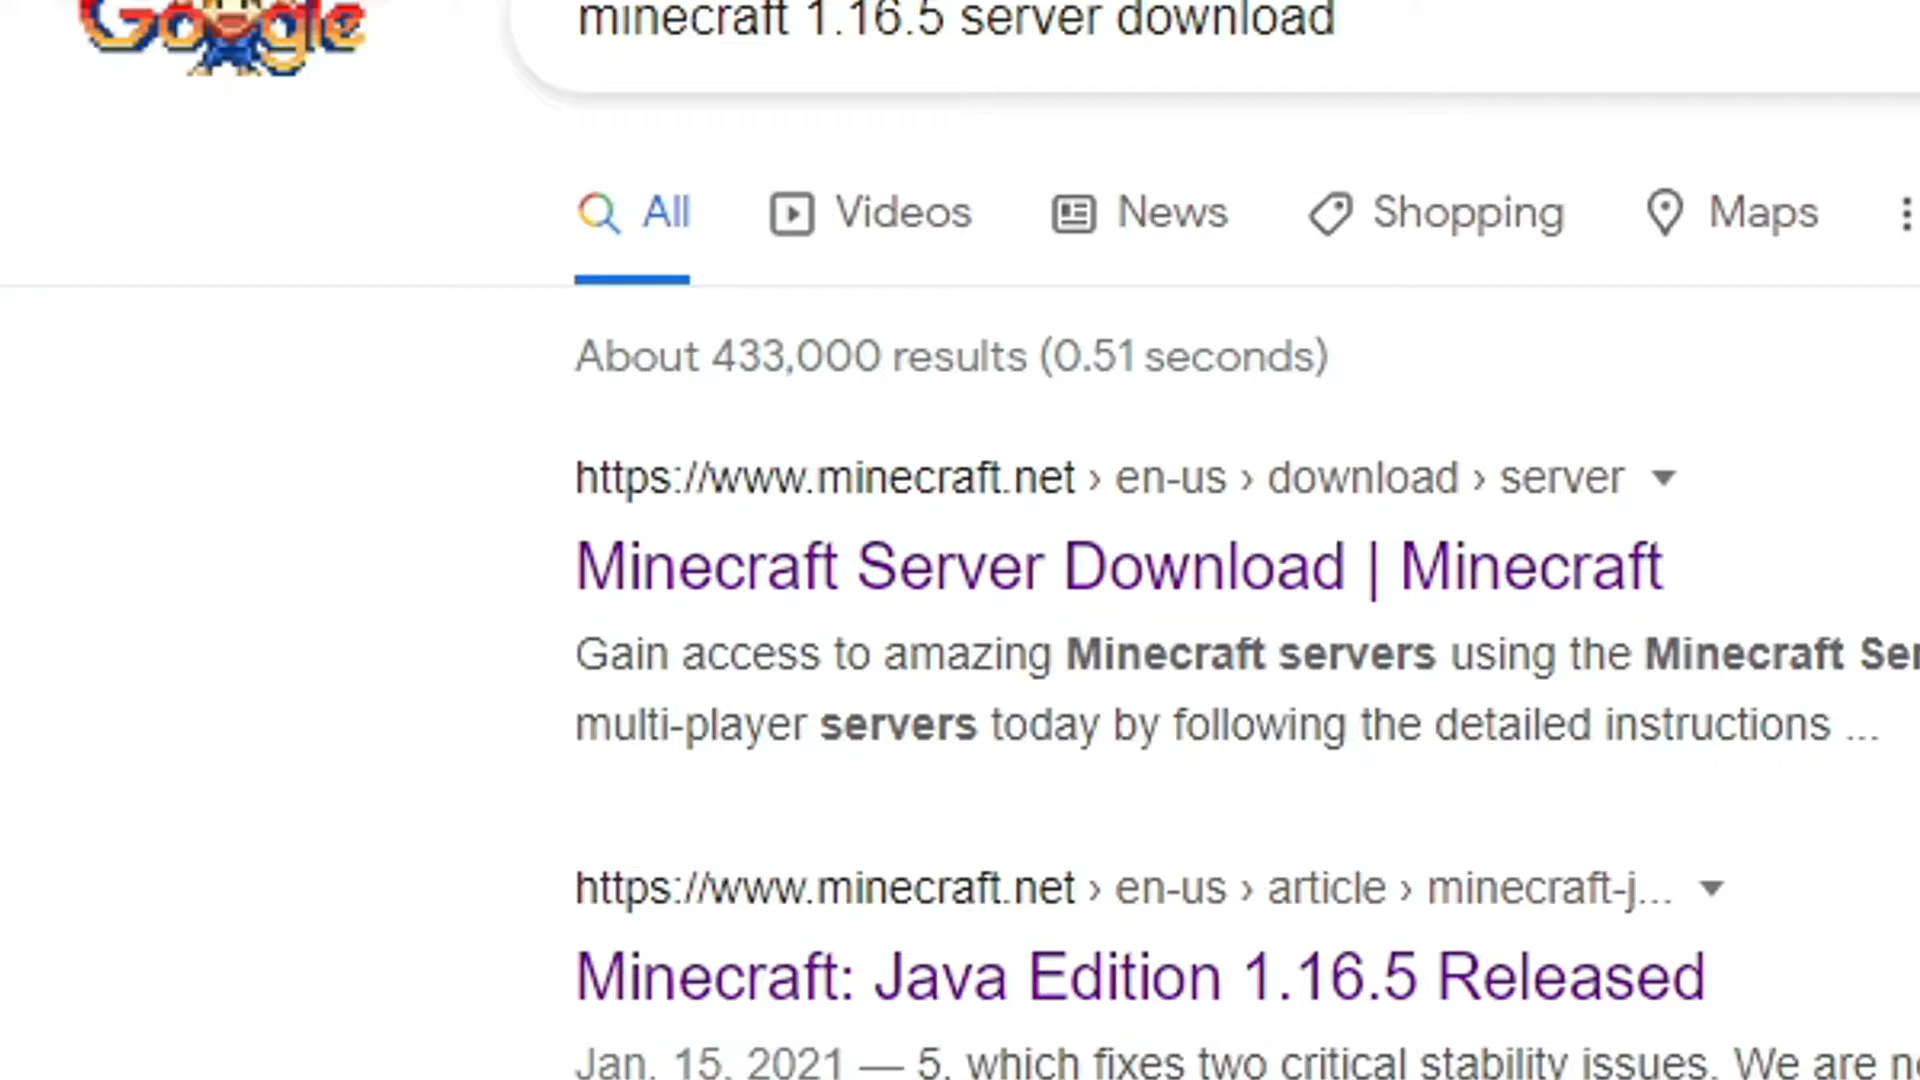 Google
minecraft 1.16.5 server download
All Videos News Shopping Maps
About 433,000 results (0.51 seconds)
https://www.minecraft.net › en-us › download › server
Minecraft Server Download | Minecraft
Gain access to amazing Minecraft servers using the Minecraft Ser
multi-player servers today by following the detailed instructions ...
https://www.minecraft.net › en-us › article › minecraft-j...
Minecraft: Java Edition 1.16.5 Released
Jan. 15, 2021 — 5, which fixes two critical stability issues. We are